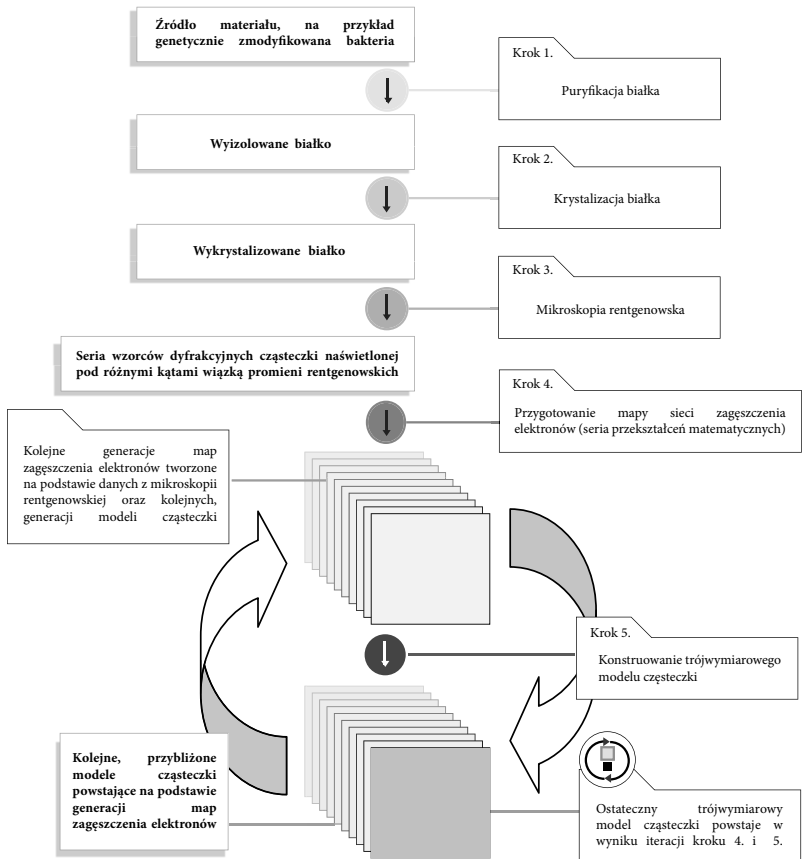 Źródło materiału, na przykład
genetycznie zmodyfikowana bakteria
Krok 1.
Puryfikacja białka
Wyizolowane białko
Krok 2.
Krystalizacja białka
Wykrystalizowane białko
Krok 3.
Mikroskopia rentgenowska
Seria wzorców dyfrakcyjnych cząsteczki naświetlonej
pod różnymi kątami wiązką promieni rentgenowskich
Krok 4.
Przygotowanie mapy sieci zagęszczenia
elektronów (seria przekształceń matematycznych)
Kolejne generacje map
zagęszczenia elektronów tworzone
na podstawie danych z mikroskopii
rentgenowskiej oraz kolejnych,
generacji modeli cząsteczki
Krok 5.
Konstruowanie trójwymiarowego
modelu częsteczki
Kolejne, przybliżone
modele cząsteczki
powstające na podstawie
generacji map
zagęszczenia elektronów
Ostateczny trójwymiarowy
model cząsteczki powstaje w
wyniku iteracji kroku 4. i 5.